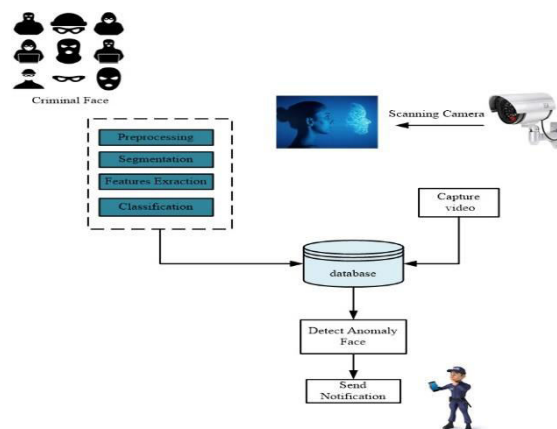 Criminal Face
Scanning Camera
Preprocessing
Segmentation
Features Exraction
Classification
Capture
video
database
Detect Anomaly
Face
Send
Notification